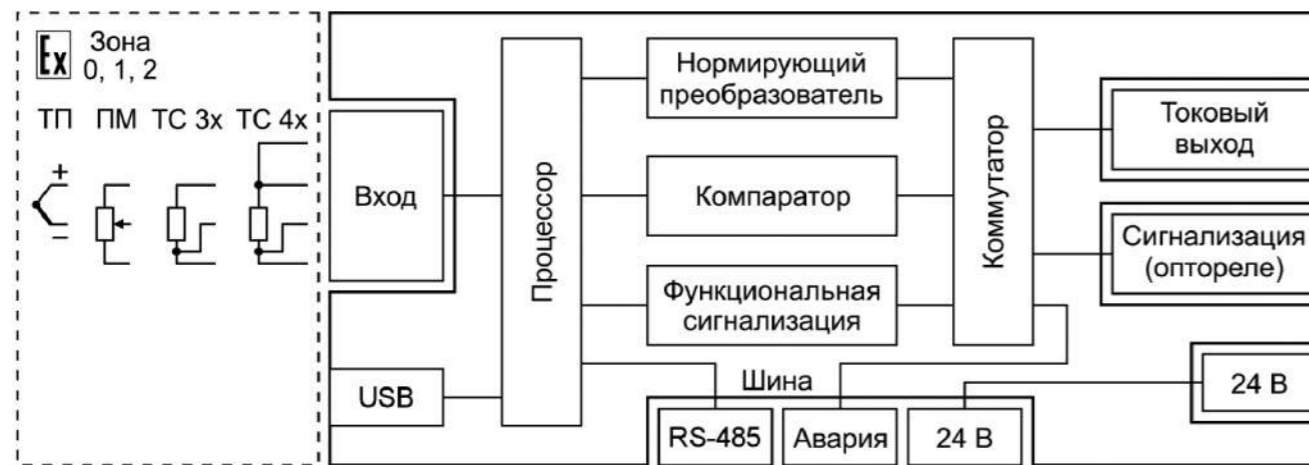 Ex Зона
0, 1, 2
ТП ПМ ТС 3х ТС 4х
+
−
Вход
USB
Процессор
Нормирующий
преобразователь
Компаратор
Функциональная
сигнализация
Коммутатор
Токовый
выход
Сигнализация
(оптореле)
24 В
Шина
RS-485 Авария 24 В